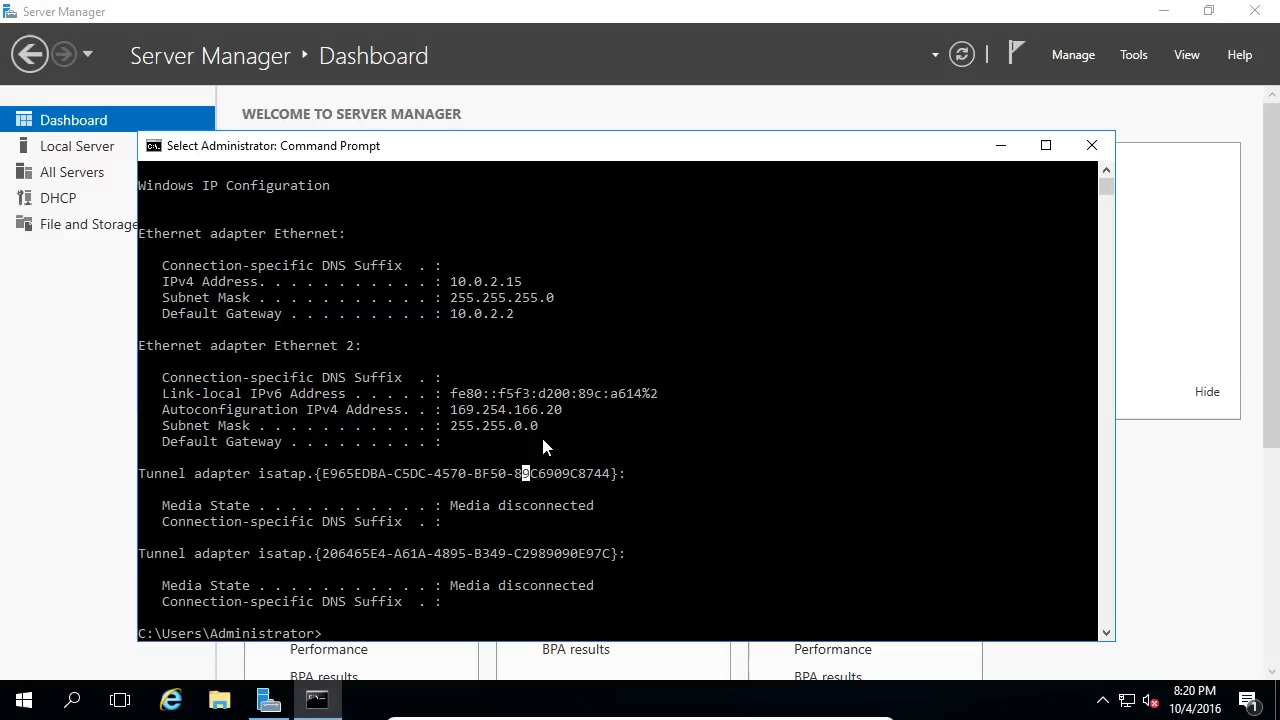 Server Manager
Server Manager ‣ Dashboard
Manage Tools View Help
Dashboard
Local Server
All Servers
DHCP
File and Storage
WELCOME TO SERVER MANAGER
Select Administrator: Command Prompt
Windows IP Configuration
Ethernet adapter Ethernet:
Connection-specific DNS Suffix  . :
IPv4 Address. . . . . . . . . . . : 10.0.2.15
Subnet Mask . . . . . . . . . . . : 255.255.255.0
Default Gateway . . . . . . . . . : 10.0.2.2
Ethernet adapter Ethernet 2:
Connection-specific DNS Suffix  . :
Link-local IPv6 Address . . . . . : fe80::f5f3:d200:89c:a614%2
Autoconfiguration IPv4 Address. . : 169.254.166.20
Subnet Mask . . . . . . . . . . . : 255.255.0.0
Default Gateway . . . . . . . . . :
Tunnel adapter isatap.{E965EDBA-C5DC-4570-BF50-89C6909C8744}:
Media State . . . . . . . . . . . : Media disconnected
Connection-specific DNS Suffix  . :
Tunnel adapter isatap.{206465E4-A61A-4895-B349-C2989090E97C}:
Media State . . . . . . . . . . . : Media disconnected
Connection-specific DNS Suffix  . :
C:\Users\Administrator>
Hide
Performance BPA results Performance
BPA results BPA results
8:20 PM
10/4/2016
1